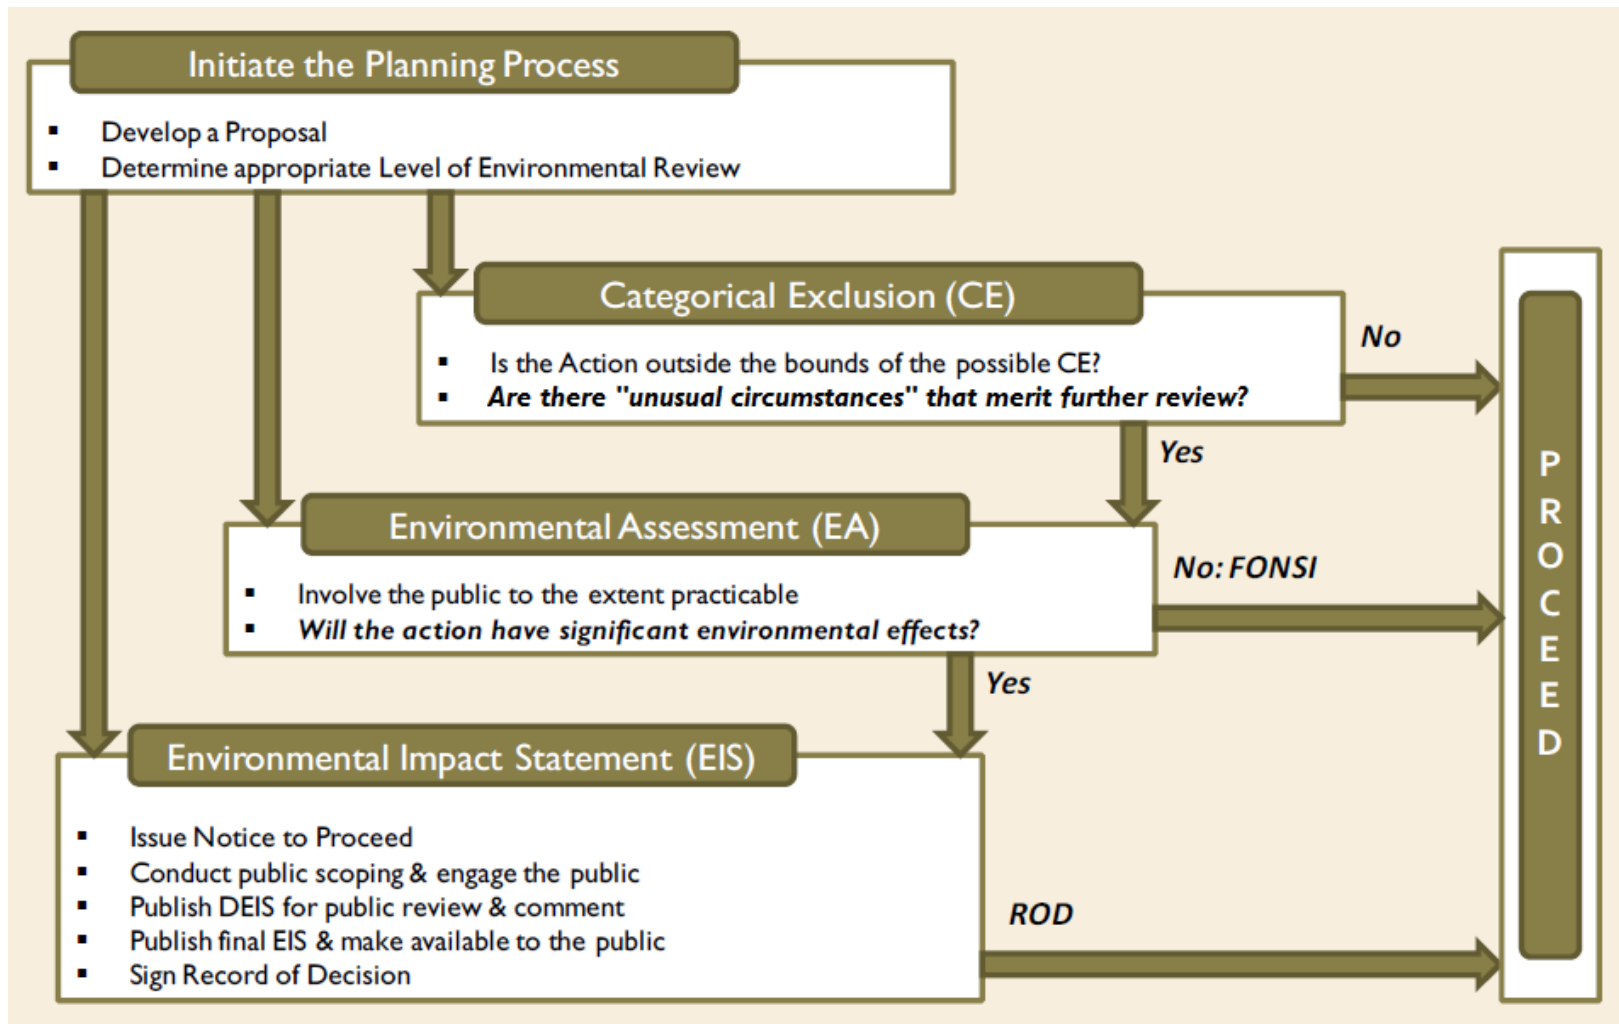 Initiate the Planning Process
▪ Develop a Proposal
▪ Determine appropriate Level of Environmental Review
Categorical Exclusion (CE)
▪ Is the Action outside the bounds of the possible CE?
▪ Are there "unusual circumstances" that merit further review?
No
Yes
Environmental Assessment (EA)
▪ Involve the public to the extent practicable
▪ Will the action have significant environmental effects?
No: FONSI
Yes
Environmental Impact Statement (EIS)
▪ Issue Notice to Proceed
▪ Conduct public scoping & engage the public
▪ Publish DEIS for public review & comment
▪ Publish final EIS & make available to the public
▪ Sign Record of Decision
ROD
P
R
O
C
E
E
D